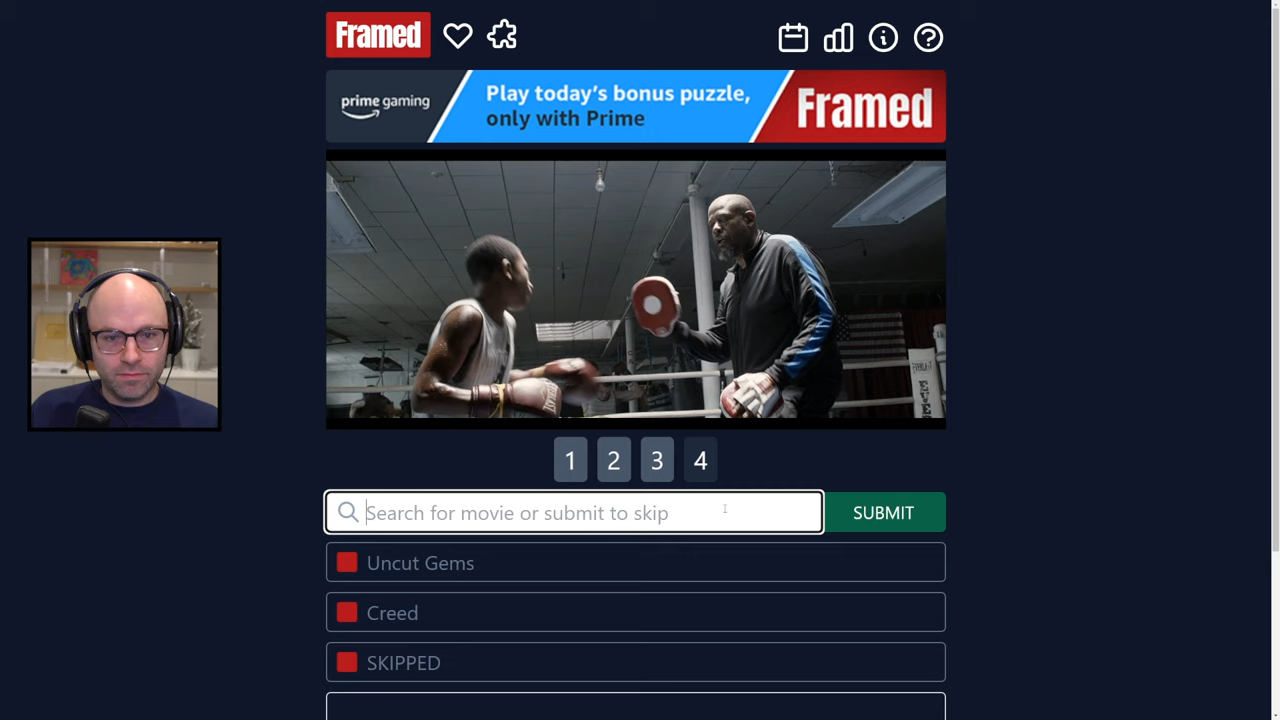 Framed
prime gaming
Play today's bonus puzzle,
only with Prime
Framed
1 2 3 4
Search for movie or submit to skip
SUBMIT
Uncut Gems
Creed
SKIPPED